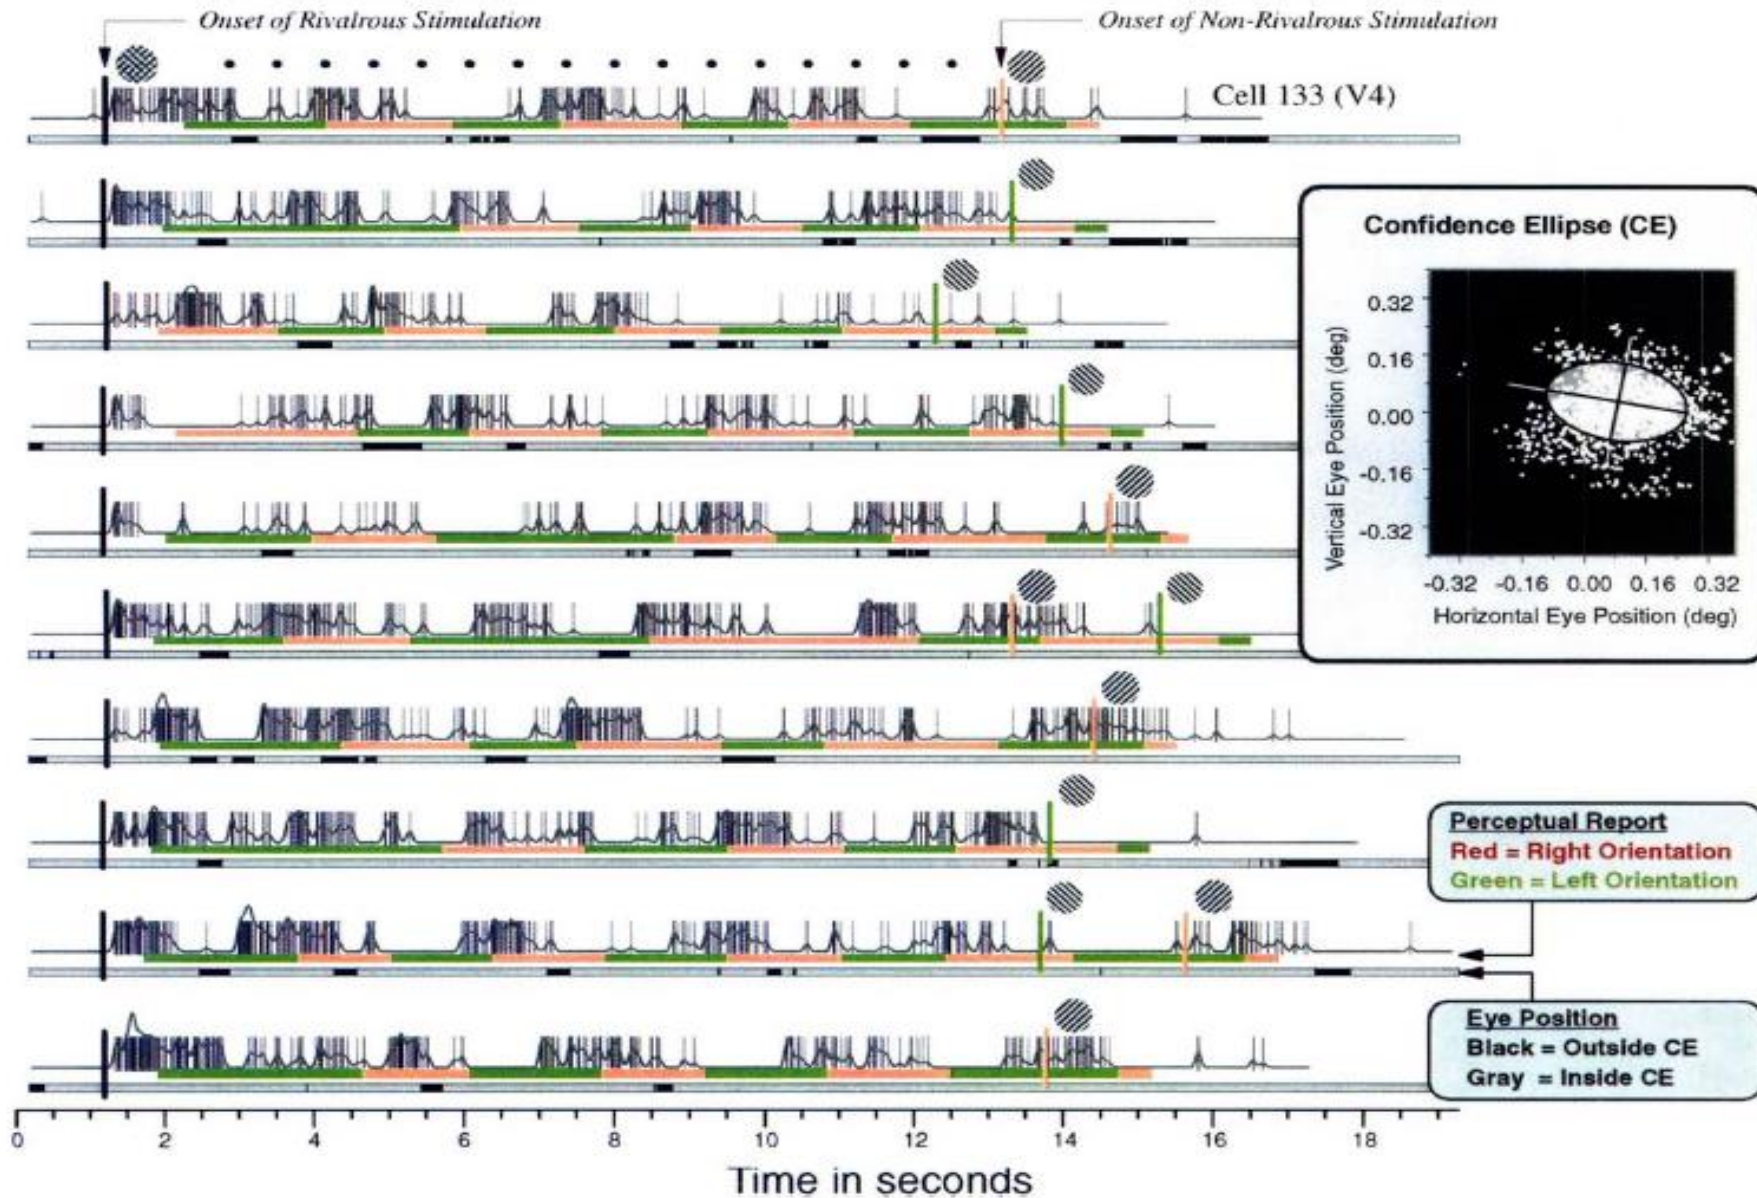 Onset of Rivalrous Stimulation
Onset of Non-Rivalrous Stimulation
Cell 133 (V4)
Confidence Ellipse (CE)
Vertical Eye Position (deg)
0.32
0.16
0.00
-0.16
-0.32
-0.32 -0.16 0.00 0.16 0.32
Horizontal Eye Position (deg)
Perceptual Report
Red = Right Orientation
Green = Left Orientation
Eye Position
Black = Outside CE
Gray = Inside CE
0 2 4 6 8 10 12 14 16 18
Time in seconds